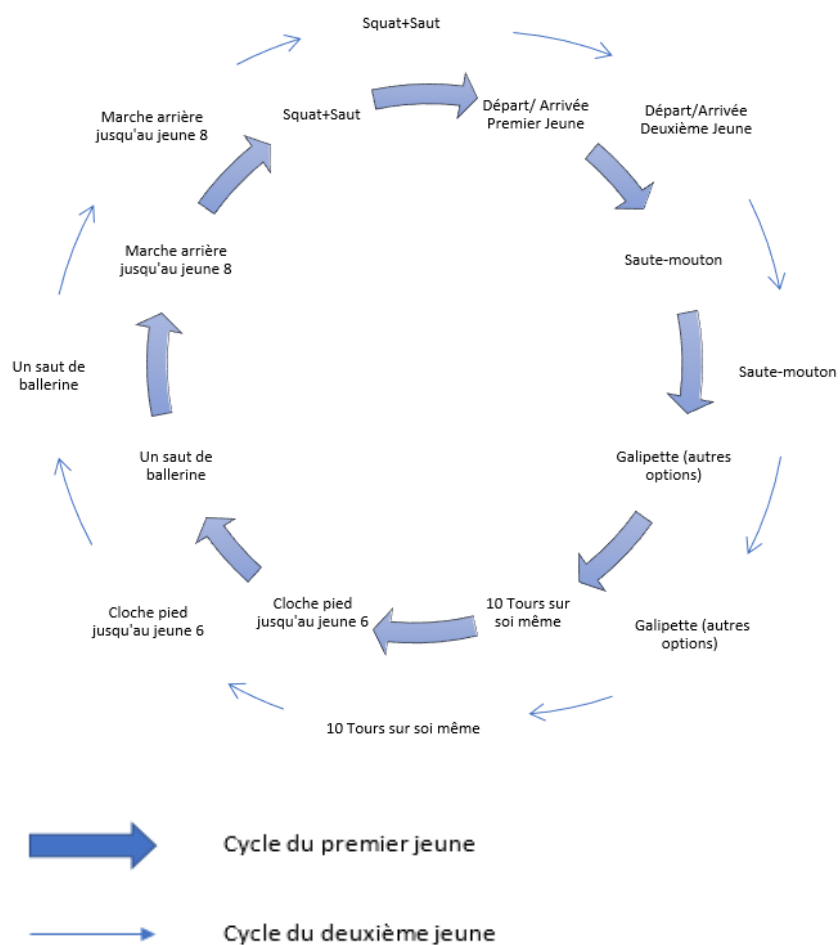 Squat+Saut
Squat+Saut
Départ/ Arrivée
Premier Jeune
Départ/Arrivée
Deuxième Jeune
Marche arrière
jusqu'au jeune 8
Marche arrière
jusqu'au jeune 8
Saute-mouton
Saute-mouton
Un saut de
ballerine
Un saut de
ballerine
Galipette (autres
options)
Galipette (autres
options)
Cloche pied
jusqu'au jeune 6
Cloche pied
jusqu'au jeune 6
10 Tours sur
soi même
10 Tours sur soi même
Cycle du premier jeune
Cycle du deuxième jeune